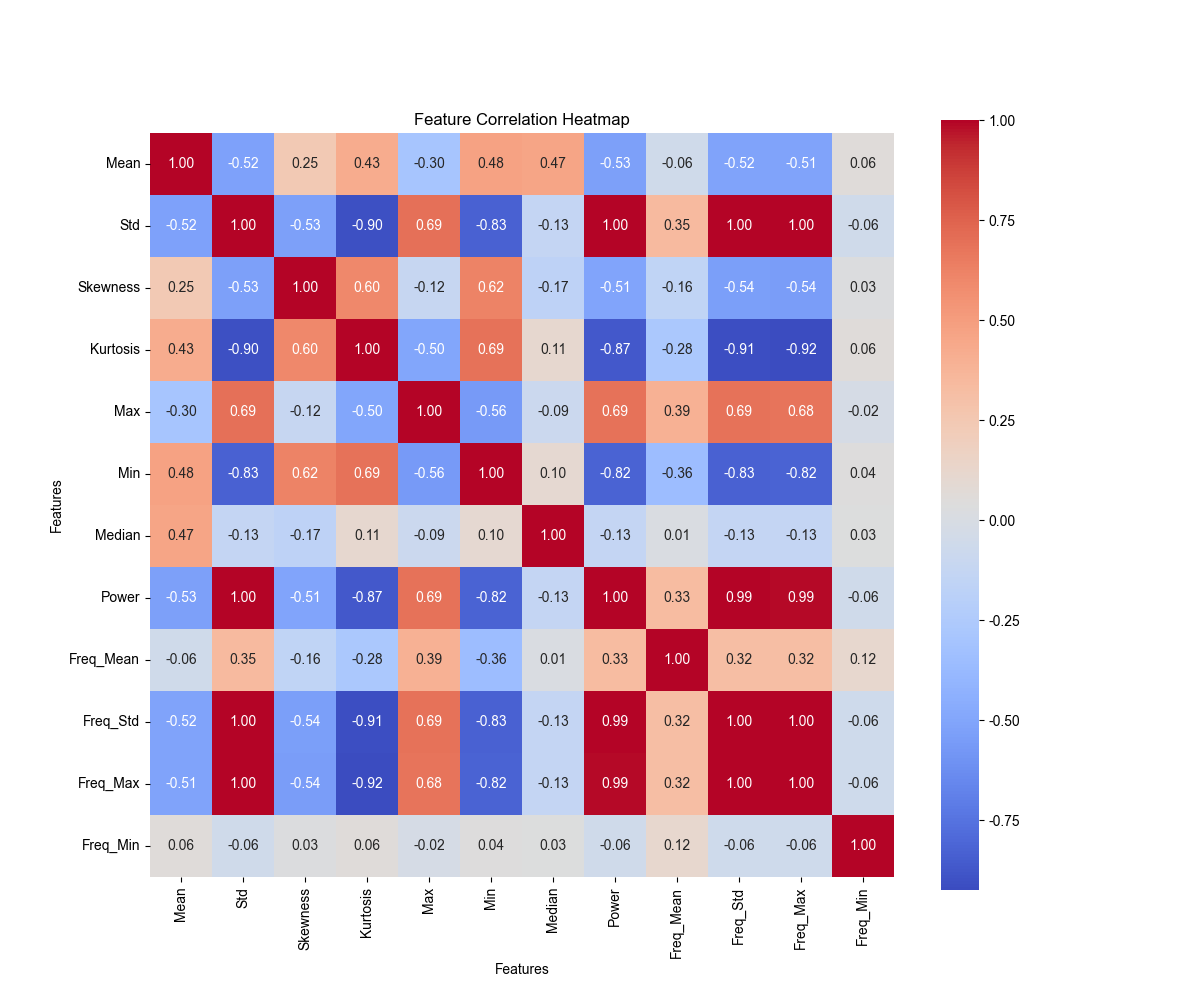 Feature Correlation Heatmap
Mean 1.00 -0.52 0.25 0.43 -0.30 0.48 0.47 -0.53 -0.06 -0.52 -0.51 0.06
Std -0.52 1.00 -0.53 -0.90 0.69 -0.83 -0.13 1.00 0.35 1.00 1.00 -0.06
Skewness 0.25 -0.53 1.00 0.60 -0.12 0.62 -0.17 -0.51 -0.16 -0.54 -0.54 0.03
Kurtosis 0.43 -0.90 0.60 1.00 -0.50 0.69 0.11 -0.87 -0.28 -0.91 -0.92 0.06
Max -0.30 0.69 -0.12 -0.50 1.00 -0.56 -0.09 0.69 0.39 0.69 0.68 -0.02
Min 0.48 -0.83 0.62 0.69 -0.56 1.00 0.10 -0.82 -0.36 -0.83 -0.82 0.04
Median 0.47 -0.13 -0.17 0.11 -0.09 0.10 1.00 -0.13 0.01 -0.13 -0.13 0.03
Power -0.53 1.00 -0.51 -0.87 0.69 -0.82 -0.13 1.00 0.33 0.99 0.99 -0.06
Freq_Mean -0.06 0.35 -0.16 -0.28 0.39 -0.36 0.01 0.33 1.00 0.32 0.32 0.12
Freq_Std -0.52 1.00 -0.54 -0.91 0.69 -0.83 -0.13 0.99 0.32 1.00 1.00 -0.06
Freq_Max -0.51 1.00 -0.54 -0.92 0.68 -0.82 -0.13 0.99 0.32 1.00 1.00 -0.06
Freq_Min 0.06 -0.06 0.03 0.06 -0.02 0.04 0.03 -0.06 0.12 -0.06 -0.06 1.00
Mean Std Skewness Kurtosis Max Min Median Power Freq_Mean Freq_Std Freq_Max Freq_Min
Features
Features
1.00
0.75
0.50
0.25
0.00
-0.25
-0.50
-0.75